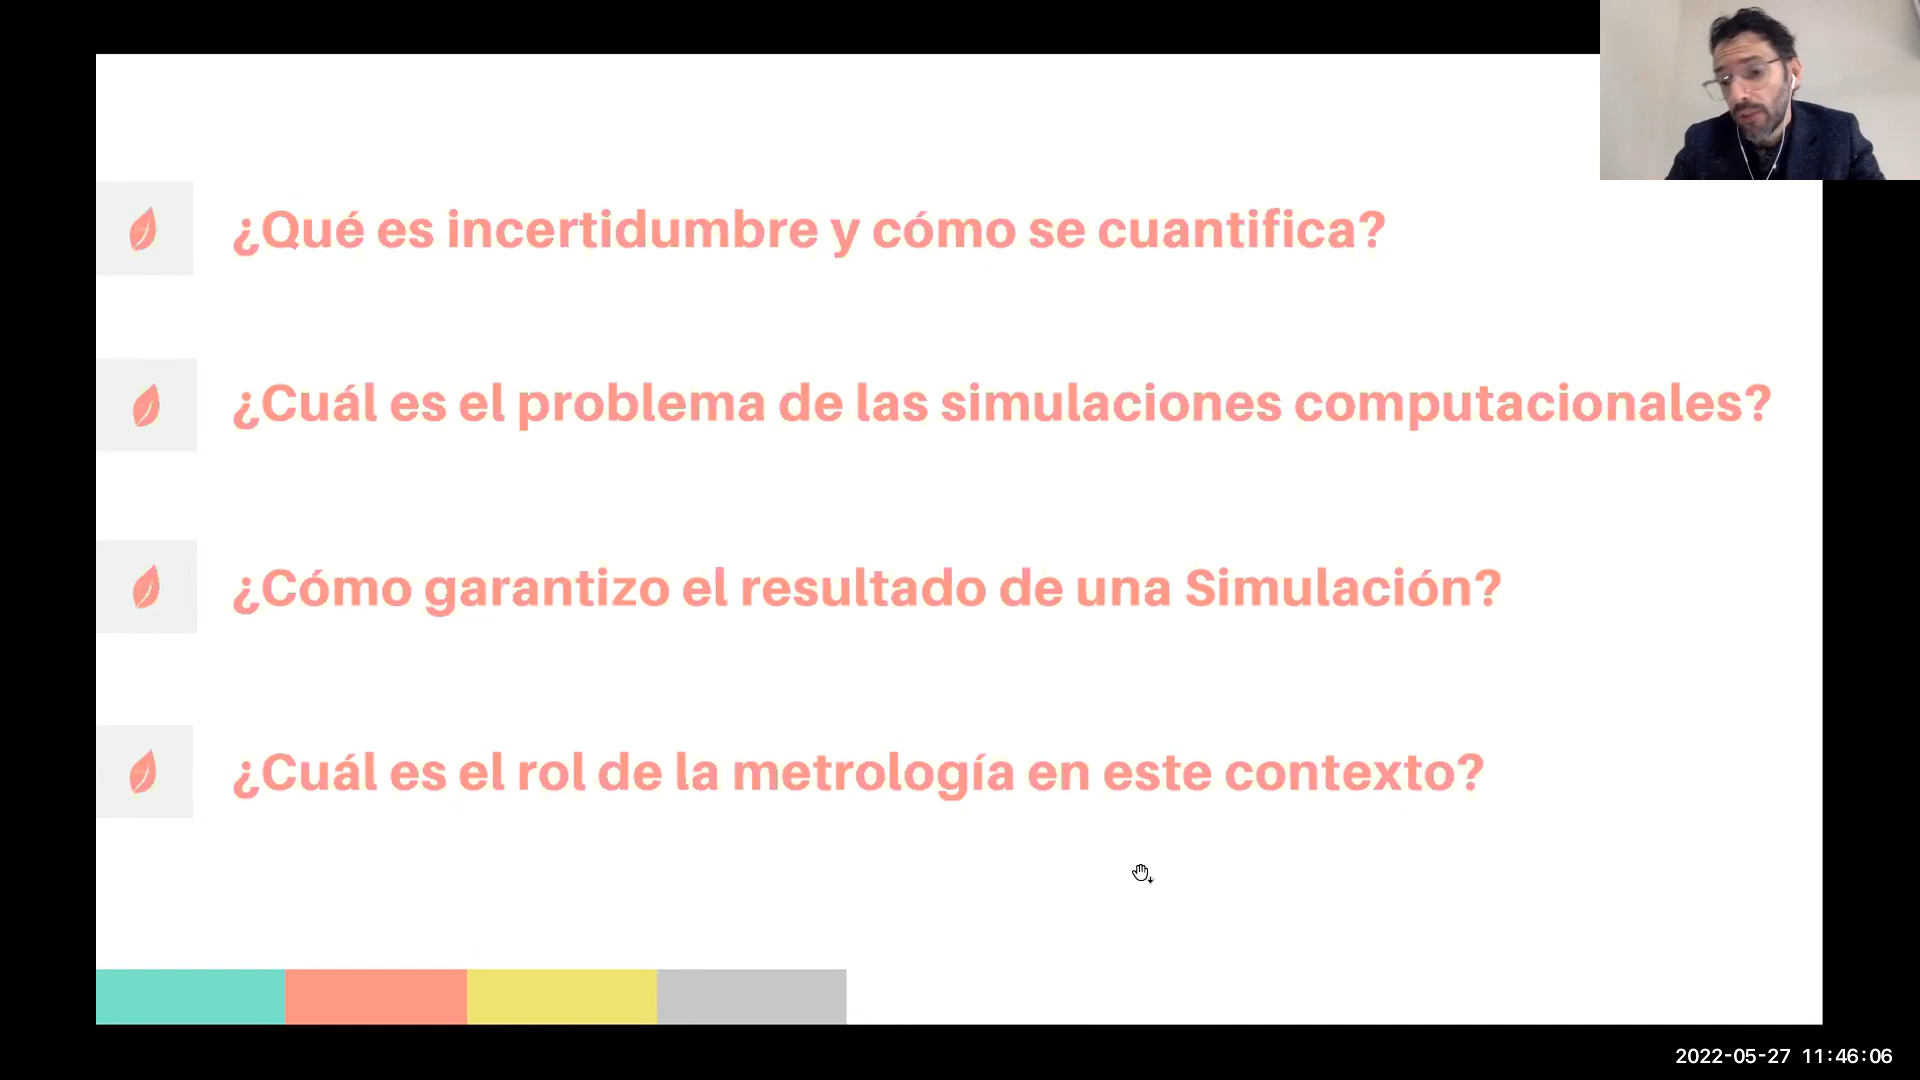 ¿Qué es incertidumbre y cómo se cuantifica?
¿Cuál es el problema de las simulaciones computacionales?
¿Cómo garantizo el resultado de una Simulación?
¿Cuál es el rol de la metrología en este contexto?
2022-05-27 11:46:06